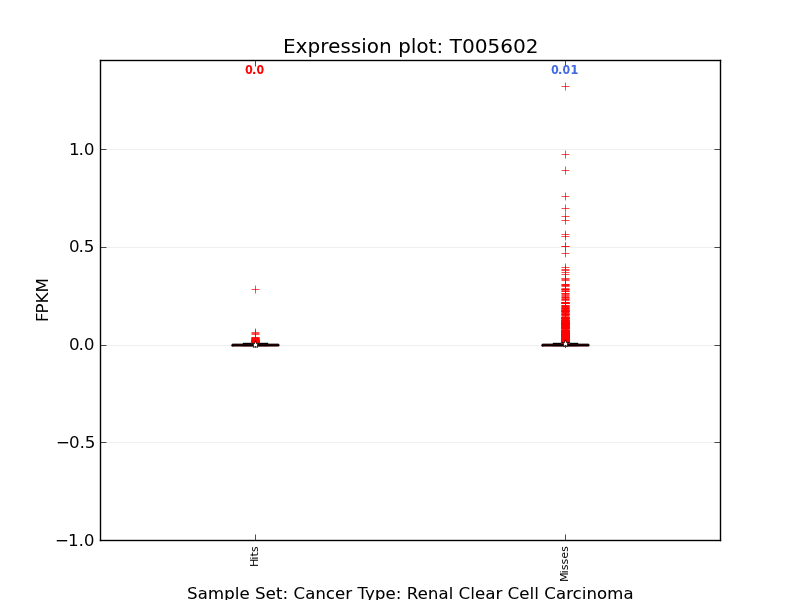 Expression plot: T005602
0.0
0.01
1.0
0.5
0.0
−0.5
−1.0
FPKM
Hits
Misses
Sample Set: Cancer Type: Renal Clear Cell Carcinoma